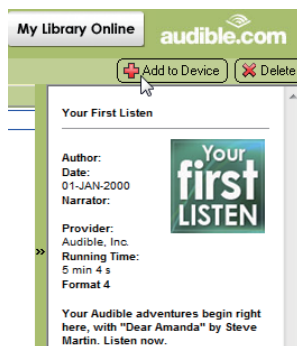 My Library Online
audible.com
Add to Device
Delete
Your First Listen
Author:
Date:
01-JAN-2000
Narrator:
Your
first
LISTEN
Provider:
Audible, Inc.
Running Time:
5 min 4 s
Format 4
»
Your Audible adventures begin right
here, with "Dear Amanda" by Steve
Martin. Listen now.